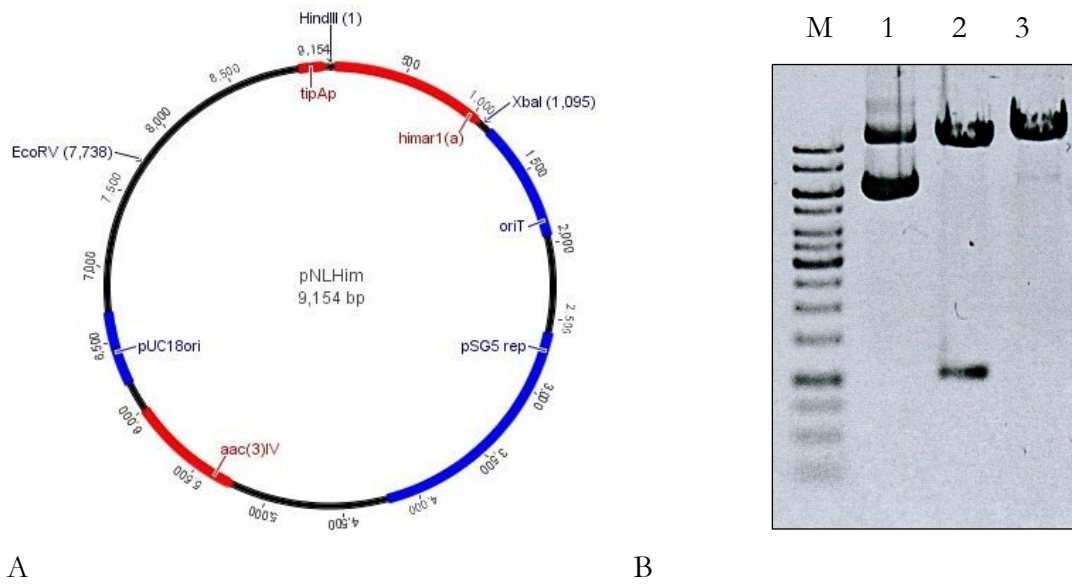 HindIII (1)
9,154
tipAp
500
1,000
XbaI (1,095)
himar1(a)
1,500
oriT
2,000
2,500
pSG5 rep
3,000
3,500
4,000
4,500
5,000
aac(3)IV
5,500
6,000
pUC18ori
6,500
7,000
7,500
EcoRV (7,738)
8,000
8,500
pNLHim
9,154 bp
M 1 2 3
A B